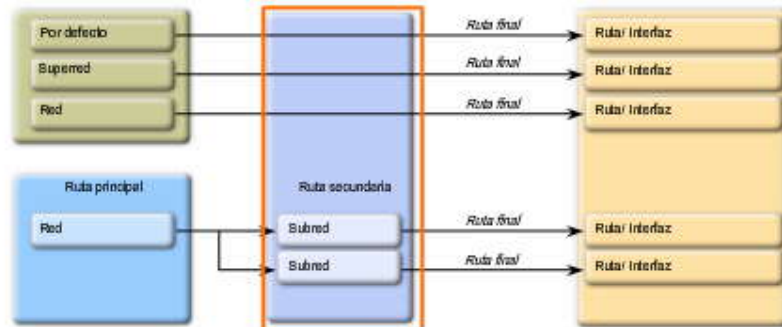 Por defecto
Ruta final
Ruta/ Interfaz
Superred
Ruta final
Ruta/ Interfaz
Red
Ruta final
Ruta/ Interfaz
Ruta principal
Ruta secundaria
Red
Subred
Ruta final
Ruta/ Interfaz
Subred
Ruta final
Ruta/ Interfaz